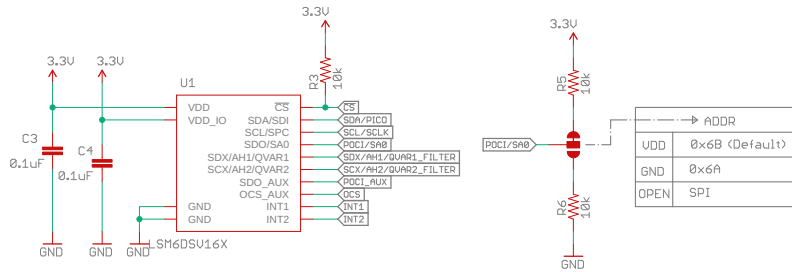 3.3V
3.3V
3.3V
3.3V
U1
R3
10k
R5
10k
VDD
VDD_IO
GND
GND
CS
SDA/SDI
SCL/SPC
SDO/SA0
SDX/AH1/QVAR1
SCX/AH2/QVAR2
SDO_AUX
OCS_AUX
INT1
INT2
CS
SDA/PICO
SCL/SCLK
POCI/SA0
SDX/AH1/QVAR1_FILTER
SCX/AH2/QVAR2_FILTER
POCI_AUX
OCS
INT1
INT2
C3
0.1uF
C4
0.1uF
GND
GND
GND
LSM6DSV16X
POCI/SA0
R6
10k
GND
ADDR
VDD 0x6B (Default)
GND 0x6A
OPEN SPI